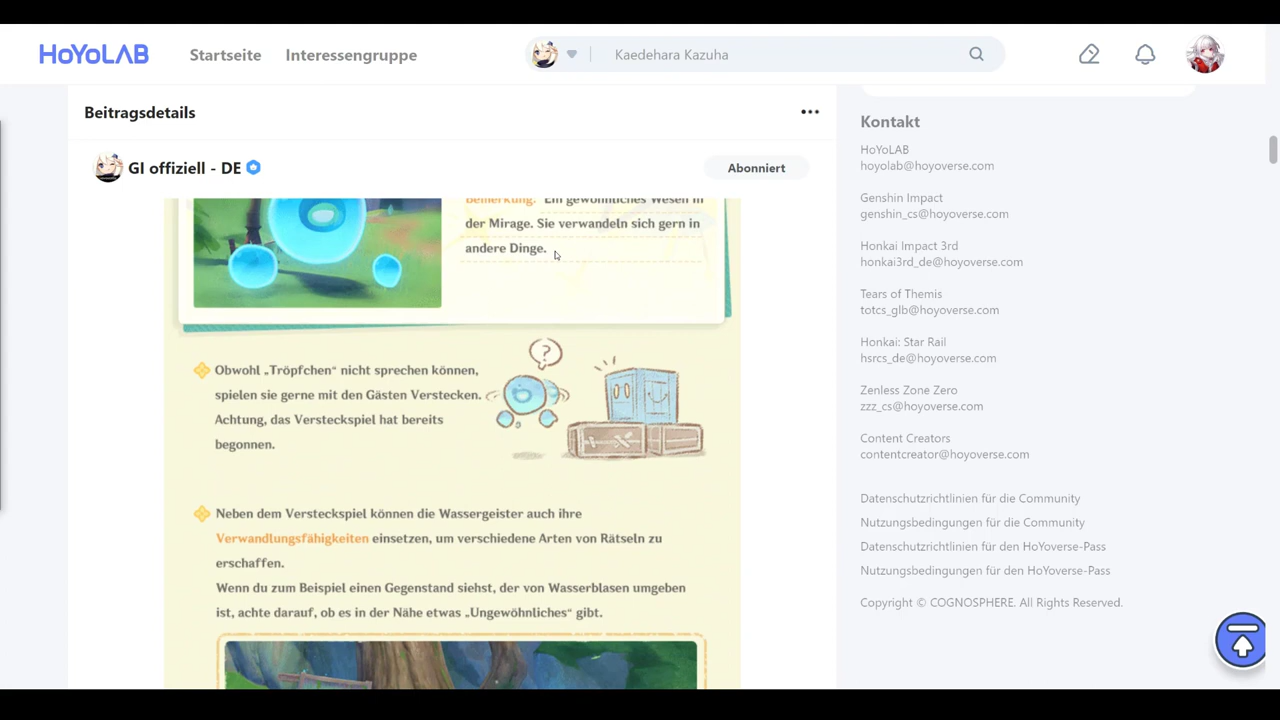 HoYoLAB
Startseite
Interessengruppe
Kaedehara Kazuha
Beitragsdetails
GI offiziell - DE
Abonniert
Bemerkung: Ein gewöhnliches Wesen in
der Mirage. Sie verwandeln sich gern in
andere Dinge.
?
Obwohl „Tröpfchen“ nicht sprechen können,
spielen sie gerne mit den Gästen Verstecken.
Achtung, das Versteckspiel hat bereits
begonnen.
Neben dem Versteckspiel können die Wassergeister auch ihre
Verwandlungsfähigkeiten einsetzen, um verschiedene Arten von Rätseln zu
erschaffen.
Wenn du zum Beispiel einen Gegenstand siehst, der von Wasserblasen umgeben
ist, achte darauf, ob es in der Nähe etwas „Ungewöhnliches“ gibt.
Kontakt
HoYoLAB
hoyolab@hoyoverse.com
Genshin Impact
genshin_cs@hoyoverse.com
Honkai Impact 3rd
honkai3rd_de@hoyoverse.com
Tears of Themis
totcs_glb@hoyoverse.com
Honkai: Star Rail
hsrcs_de@hoyoverse.com
Zenless Zone Zero
zzz_cs@hoyoverse.com
Content Creators
contentcreator@hoyoverse.com
Datenschutzrichtlinien für die Community
Nutzungsbedingungen für die Community
Datenschutzrichtlinien für den HoYoverse-Pass
Nutzungsbedingungen für den HoYoverse-Pass
Copyright © COGNOSPHERE. All Rights Reserved.